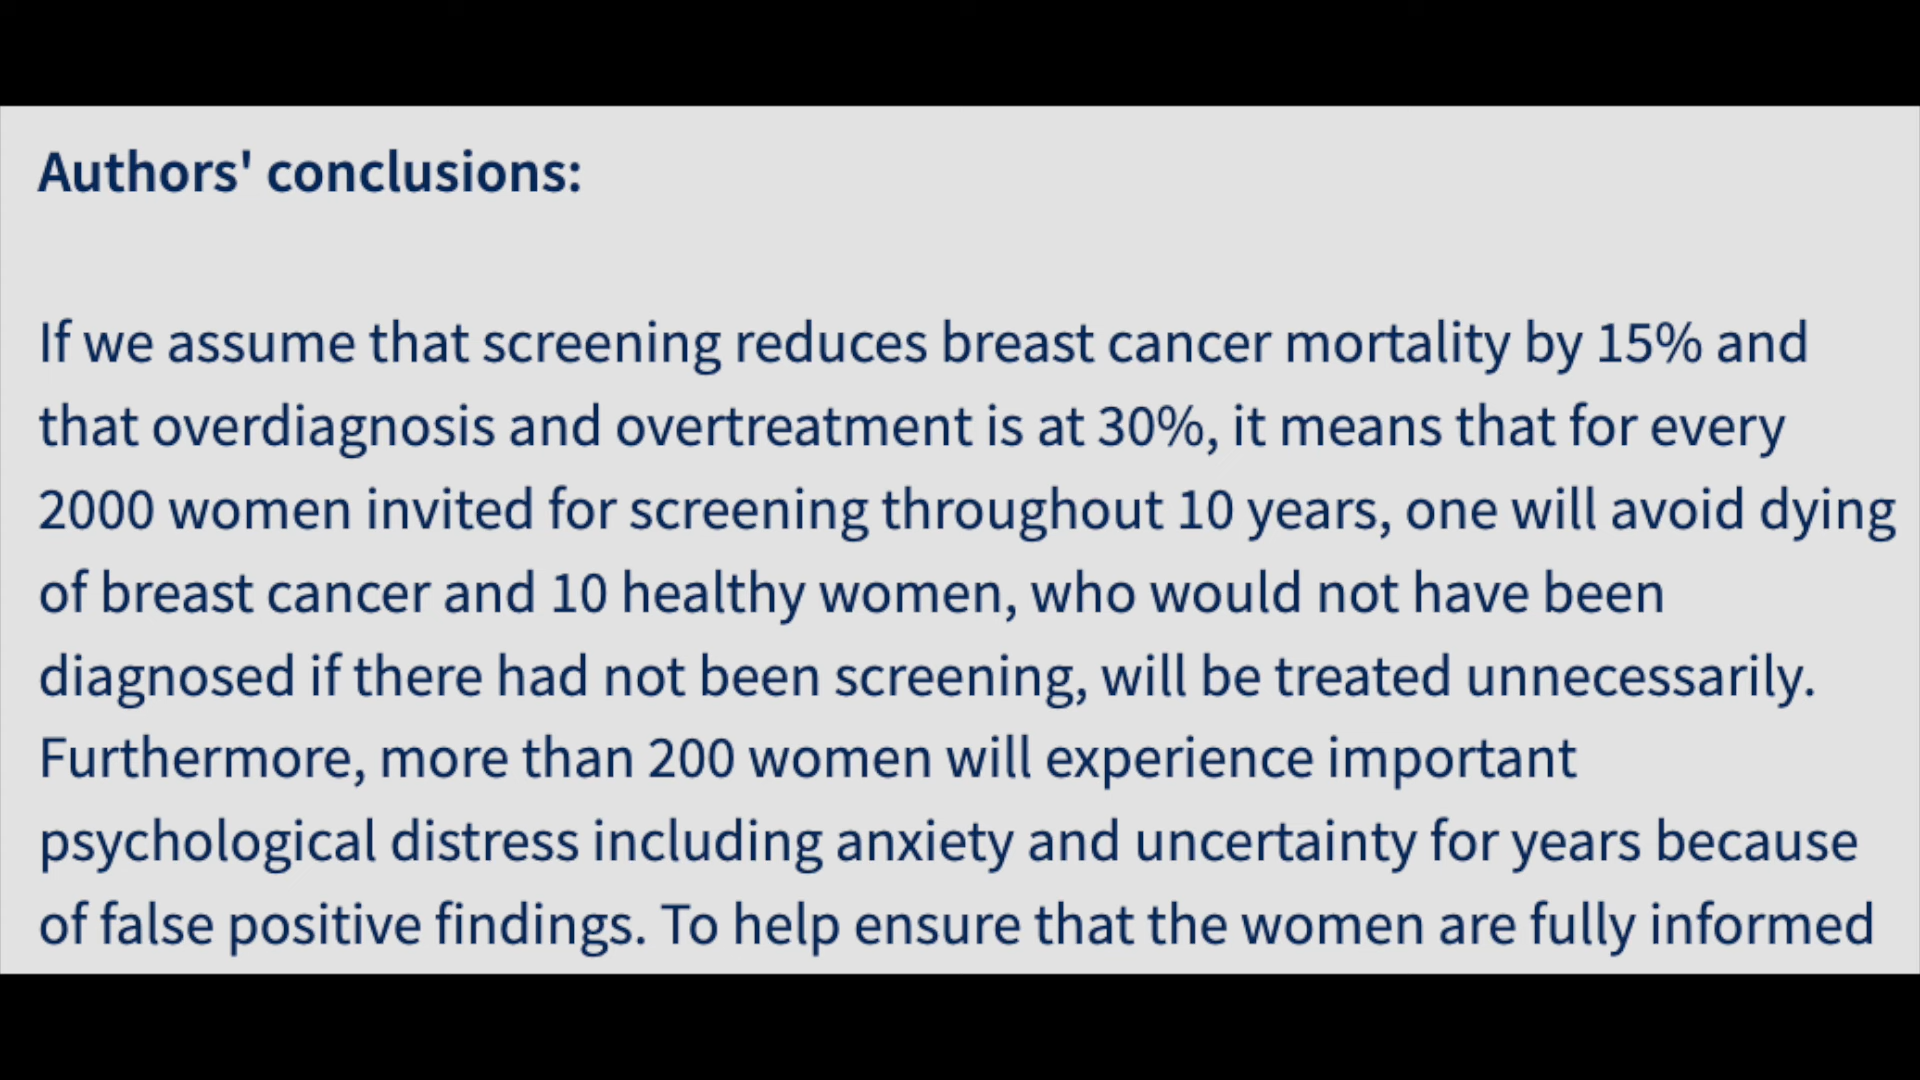 Authors' conclusions:
If we assume that screening reduces breast cancer mortality by 15% and
that overdiagnosis and overtreatment is at 30%, it means that for every
2000 women invited for screening throughout 10 years, one will avoid dying
of breast cancer and 10 healthy women, who would not have been
diagnosed if there had not been screening, will be treated unnecessarily.
Furthermore, more than 200 women will experience important
psychological distress including anxiety and uncertainty for years because
of false positive findings. To help ensure that the women are fully informed